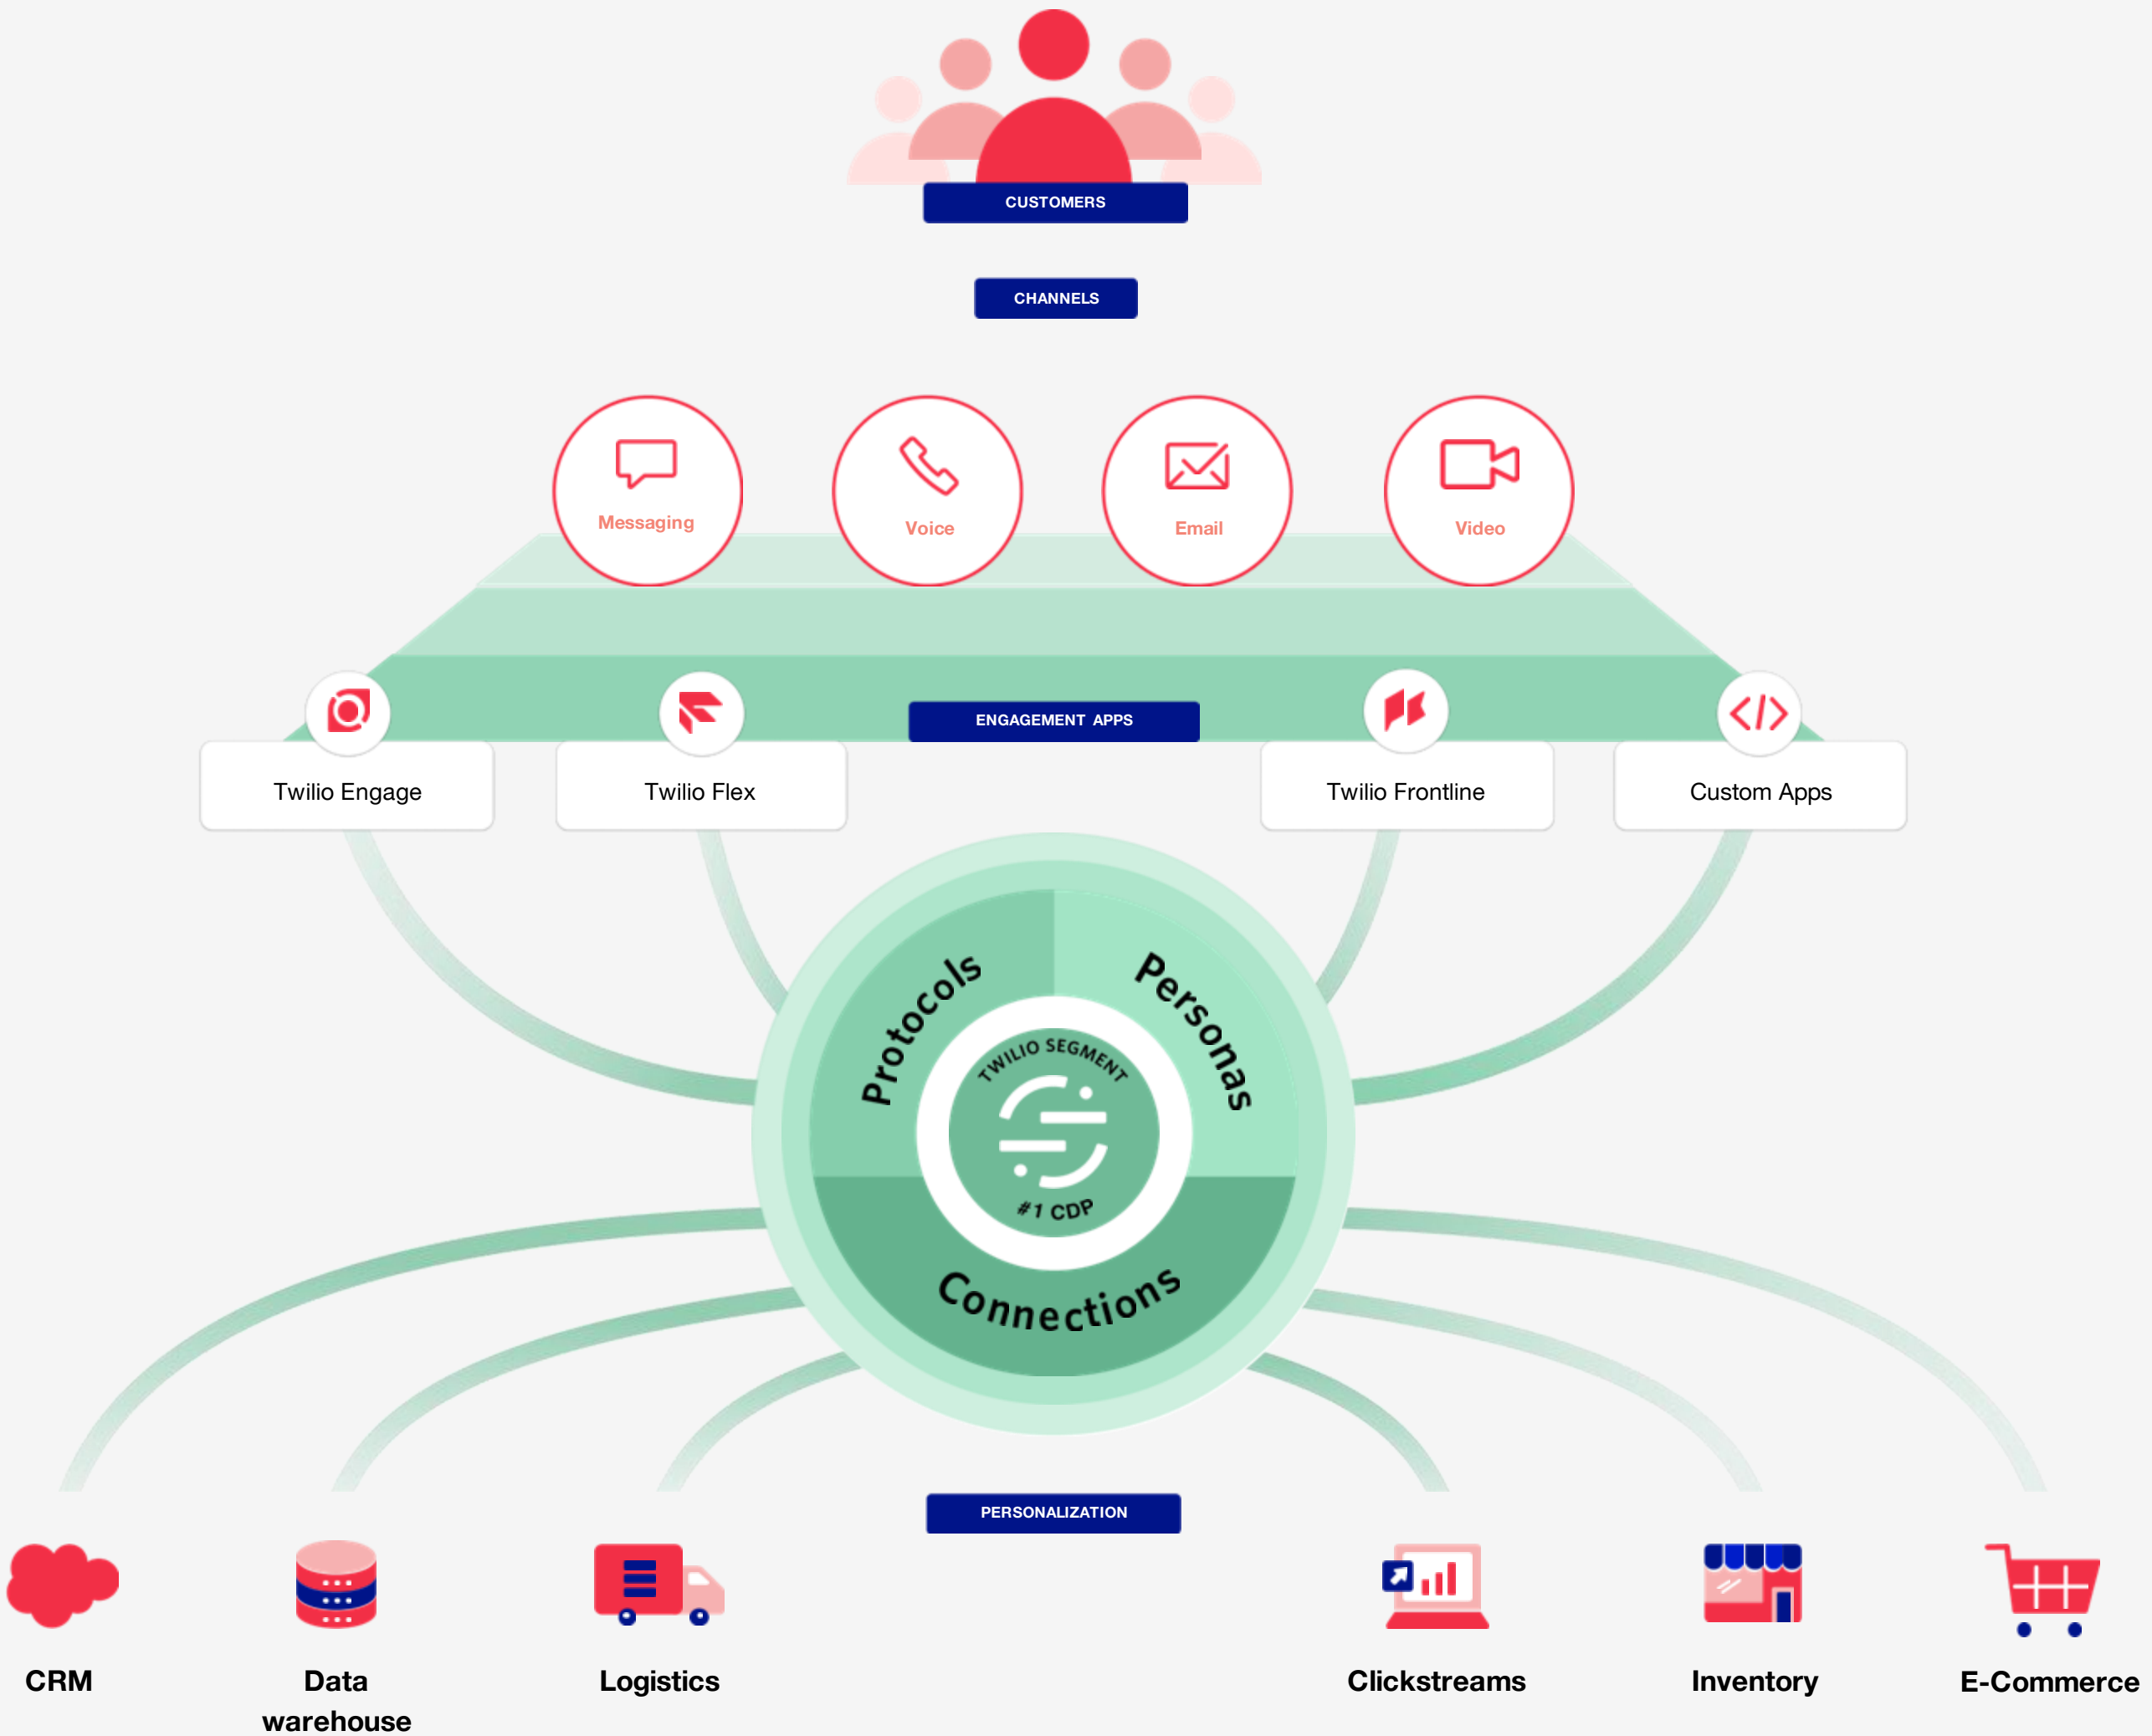 CUSTOMERS
CHANNELS
Messaging
Voice
Email
Video
ENGAGEMENT APPS
Twilio Engage
Twilio Flex
Twilio Frontline
Custom Apps
Protocols
Personas
TWILIO SEGMENT
#1 CDP
Connections
PERSONALIZATION
CRM
Data
warehouse
Logistics
Clickstreams
Inventory
E-Commerce